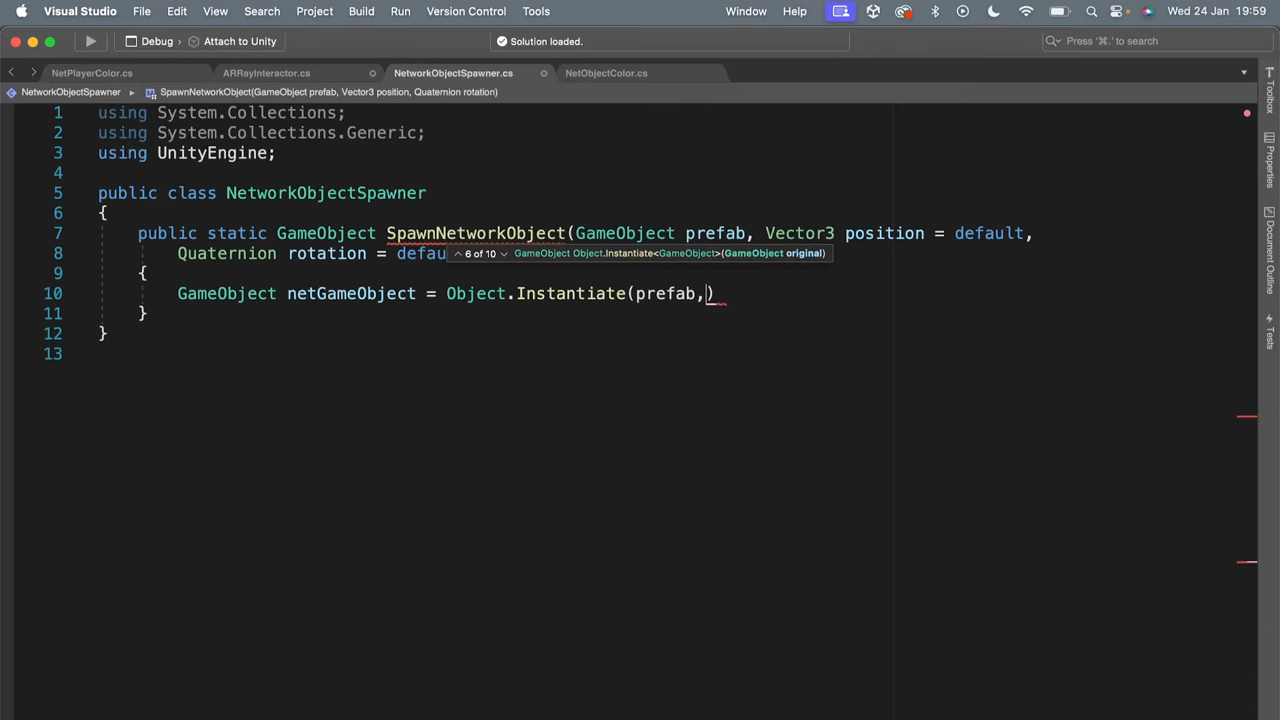 Visual Studio File Edit View Search Project Build Run Version Control Tools Window Help Wed 24 Jan 19:59
Debug › Attach to Unity Solution loaded. Press '⌘.' to search
NetPlayerColor.cs ARRayInteractor.cs NetworkObjectSpawner.cs NetObjectColor.cs
NetworkObjectSpawner ▸ SpawnNetworkObject(GameObject prefab, Vector3 position, Quaternion rotation)
1 using System.Collections;
2 using System.Collections.Generic;
3 using UnityEngine;
4
5 public class NetworkObjectSpawner
6 {
7 public static GameObject SpawnNetworkObject(GameObject prefab, Vector3 position = default,
8 Quaternion rotation = defau
6 of 10 GameObject Object.Instantiate<GameObject>(GameObject original)
9 {
10 GameObject netGameObject = Object.Instantiate(prefab,)
11 }
12 }
13
Toolbox
Properties
Document Outline
Tests